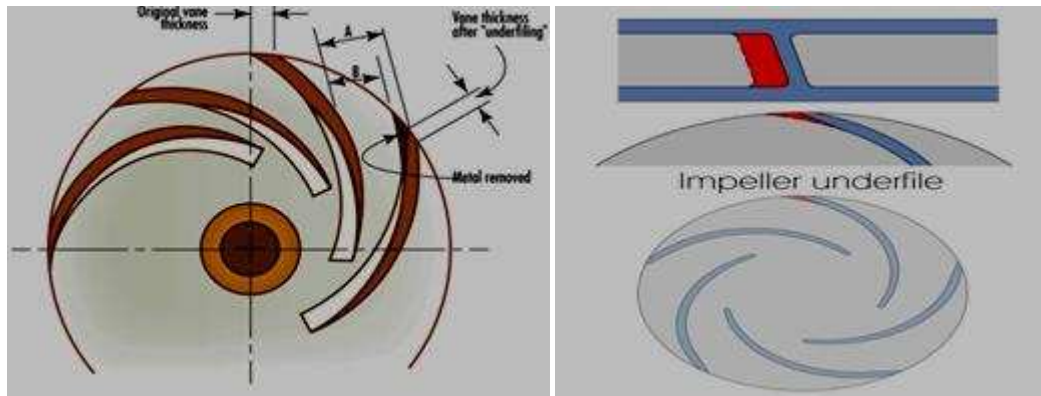 Original vane
thickness
A
B
Vane thickness
after "underfiling"
Metal removed
Impeller underfile